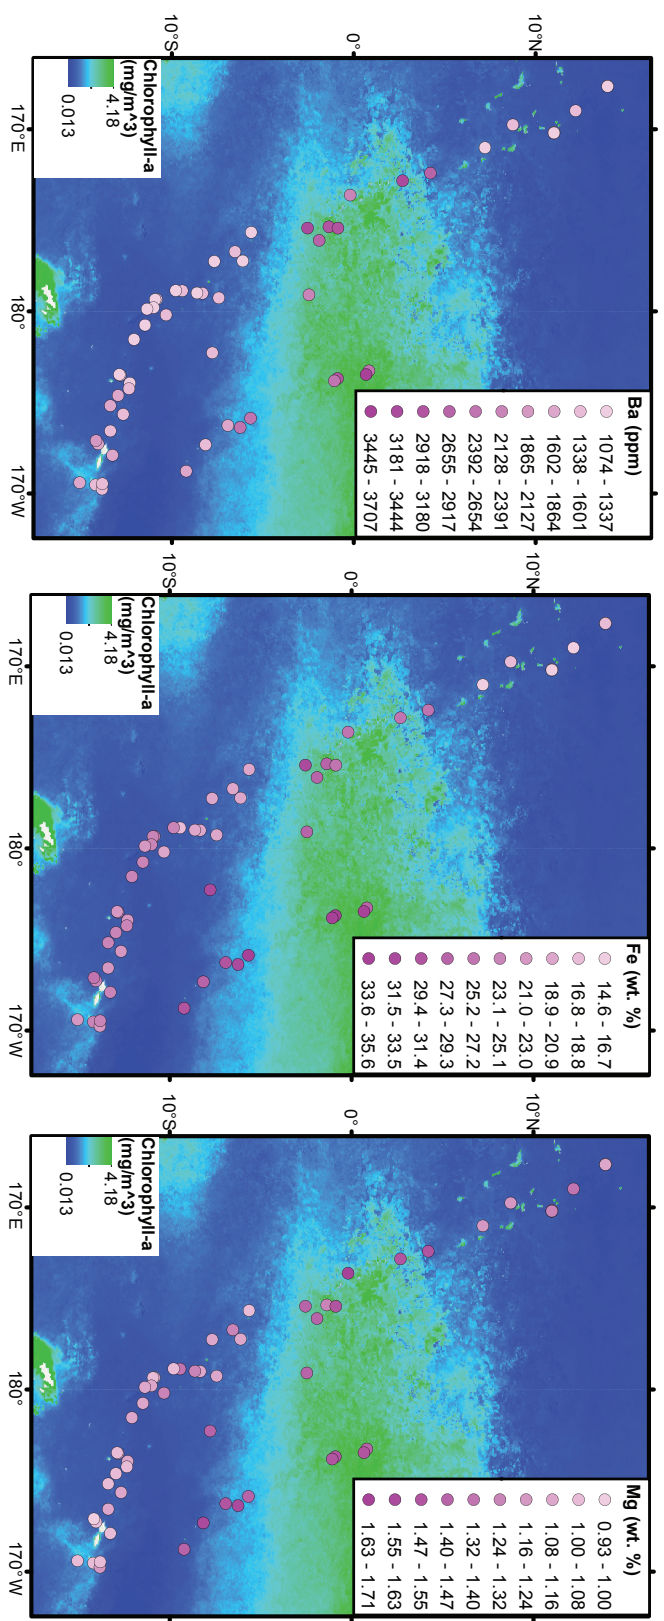 10°S
0°
10°N
170°E
180°
170°W
Chlorophyll-a
(mg/m^3)
4.18
0.013
Ba (ppm)
1074 - 1337
1338 - 1601
1602 - 1864
1865 - 2127
2128 - 2391
2392 - 2654
2655 - 2917
2918 - 3180
3181 - 3444
3445 - 3707
10°S
0°
10°N
170°E
180°
170°W
Chlorophyll-a
(mg/m^3)
4.18
0.013
Fe (wt. %)
14.6 - 16.7
16.8 - 18.8
18.9 - 20.9
21.0 - 23.0
23.1 - 25.1
25.2 - 27.2
27.3 - 29.3
29.4 - 31.4
31.5 - 33.5
33.6 - 35.6
10°S
0°
10°N
170°E
180°
170°W
Chlorophyll-a
(mg/m^3)
4.18
0.013
Mg (wt. %)
0.93 - 1.00
1.00 - 1.08
1.08 - 1.16
1.16 - 1.24
1.24 - 1.32
1.32 - 1.40
1.40 - 1.47
1.47 - 1.55
1.55 - 1.63
1.63 - 1.71